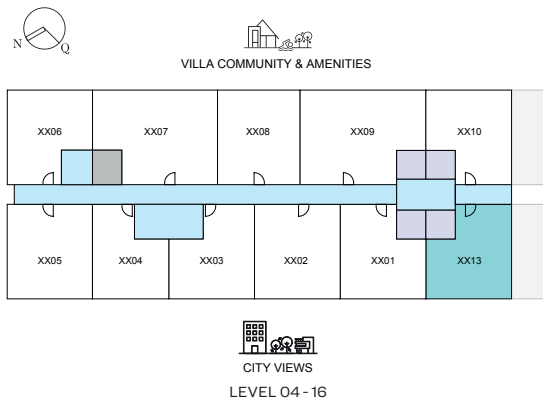 N Q
VILLA COMMUNITY & AMENITIES
XX06 XX07 XX08 XX09 XX10
XX05 XX04 XX03 XX02 XX01 XX13
CITY VIEWS
LEVEL 04 - 16